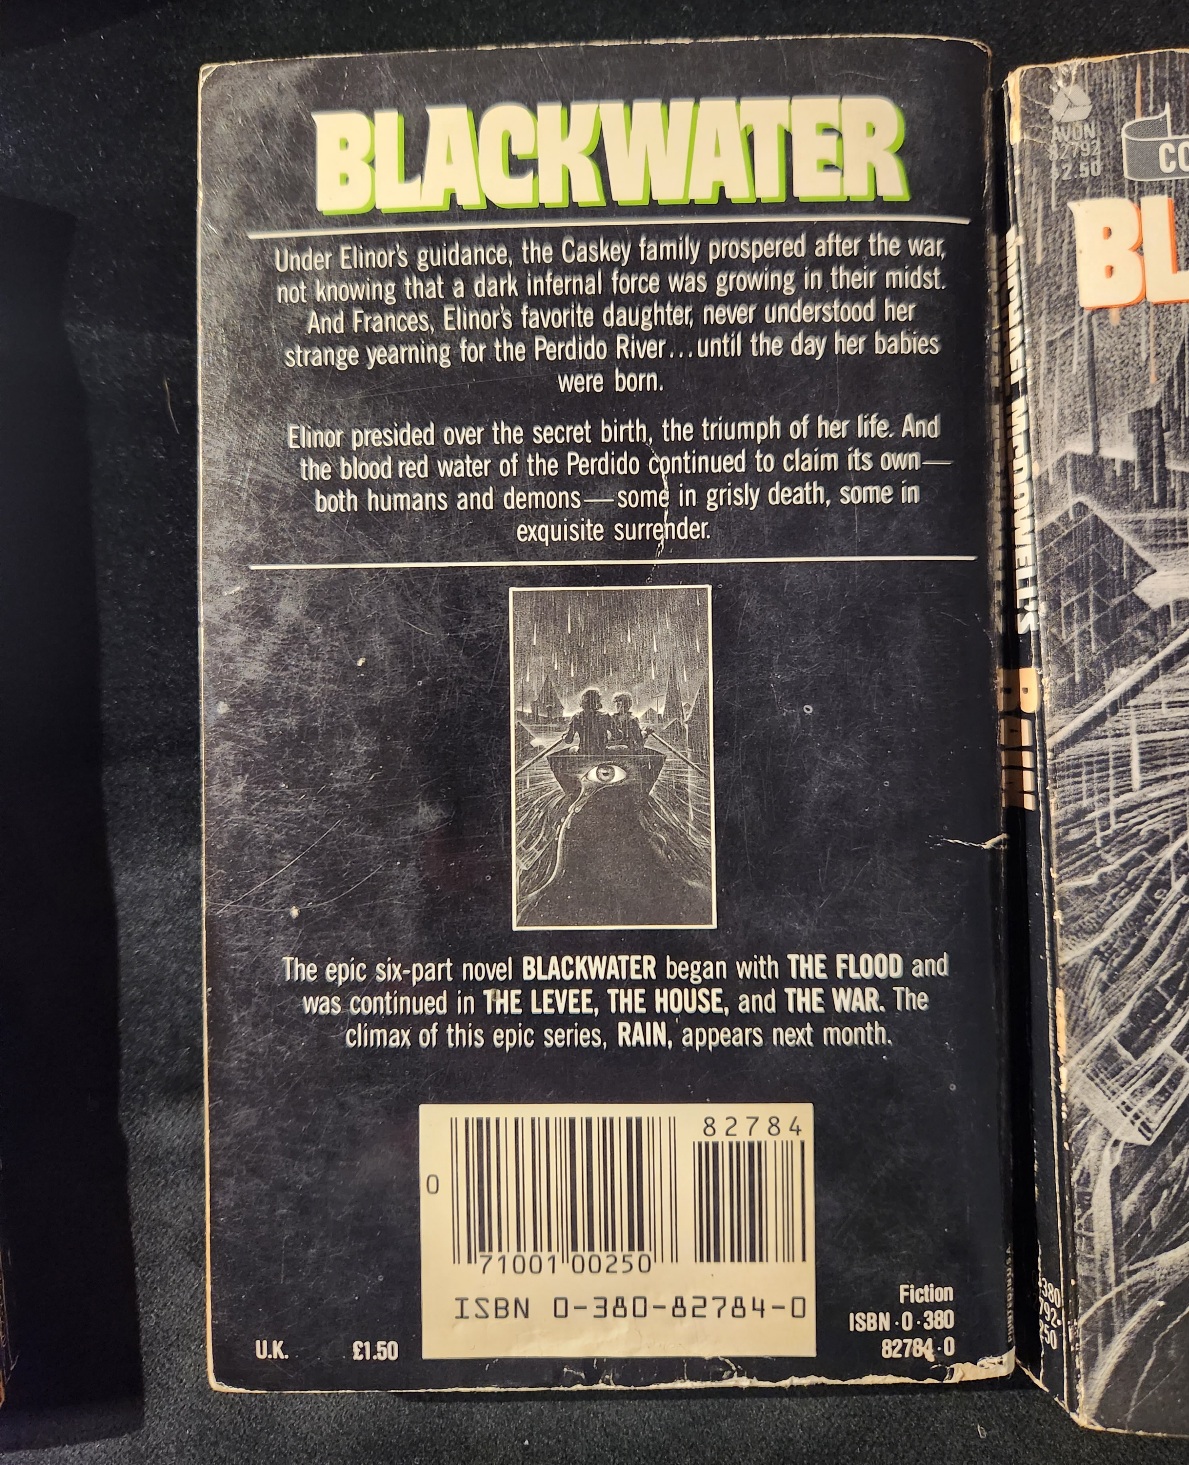 BLACKWATER
Under Elinor's guidance, the Caskey family prospered after the war,
not knowing that a dark infernal force was growing in their midst.
And Frances, Elinor's favorite daughter, never understood her
strange yearning for the Perdido River...until the day her babies
were born.
Elinor presided over the secret birth, the triumph of her life. And
the blood red water of the Perdido continued to claim its own—
both humans and demons—some in grisly death, some in
exquisite surrender.
The epic six-part novel BLACKWATER began with THE FLOOD and
was continued in THE LEVEE, THE HOUSE, and THE WAR. The
climax of this epic series, RAIN, appears next month.
82784
0
71001 00250
ISBN 0-380-82784-0
Fiction
ISBN·0·380
82784·0
U.K. £1.50
AVON
82792
$2.50
CO
BL
McDOWELL'S
RAIN